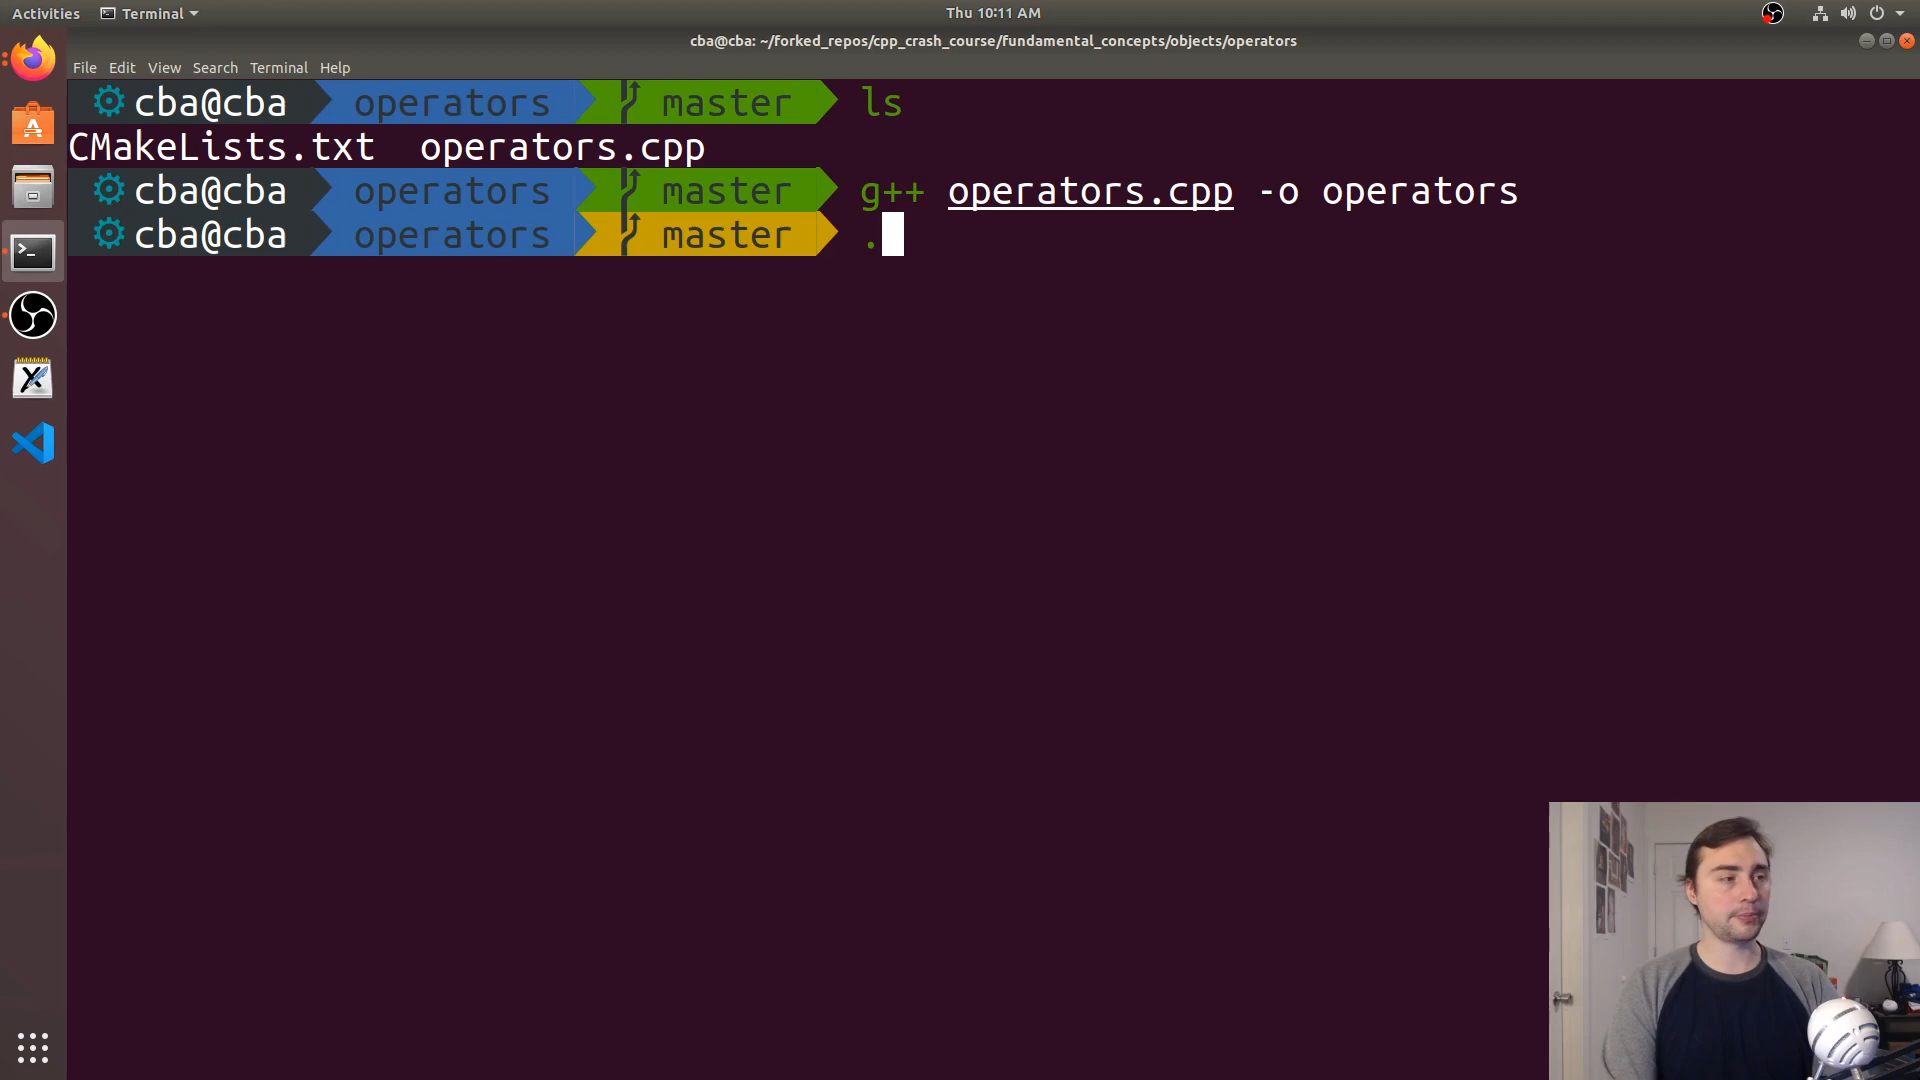 Activities Terminal Thu 10:11 AM
cba@cba: ~/forked_repos/cpp_crash_course/fundamental_concepts/objects/operators
File Edit View Search Terminal Help
cba@cba operators master ls
CMakeLists.txt operators.cpp
cba@cba operators master g++ operators.cpp -o operators
cba@cba operators master .